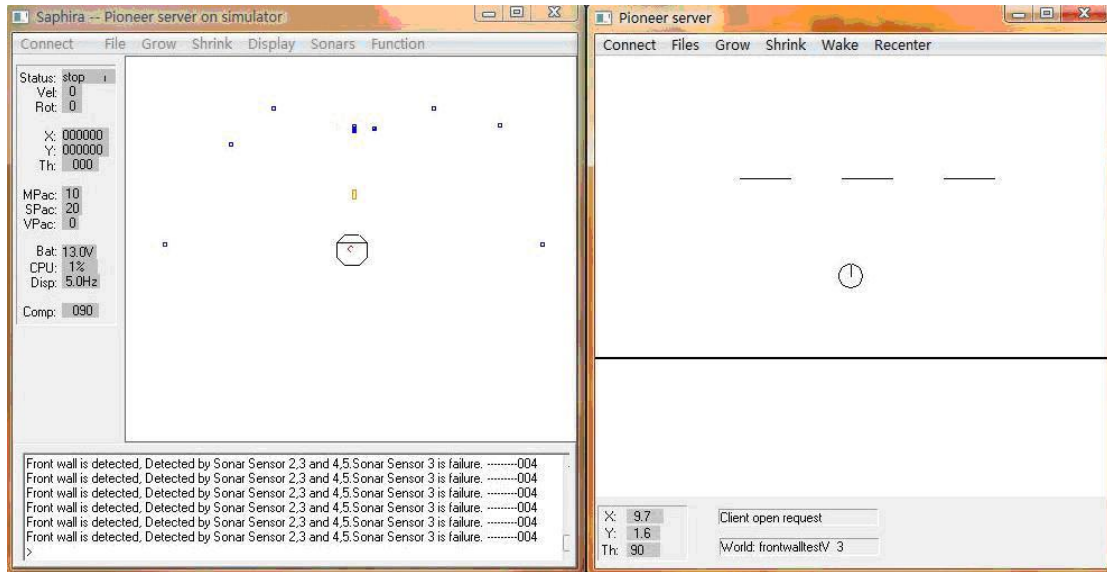 Saphira -- Pioneer server on simulator
Connect File Grow Shrink Display Sonars Function
Status: stop
Vel: 0
Rot: 0
X: 000000
Y: 000000
Th: 000
MPac: 10
SPac: 20
VPac: 0
Bat: 13.0V
CPU: 1%
Disp: 5.0Hz
Comp: 090
Front wall is detected, Detected by Sonar Sensor 2,3 and 4,5.Sonar Sensor 3 is failure. --------004
Front wall is detected, Detected by Sonar Sensor 2,3 and 4,5.Sonar Sensor 3 is failure. --------004
Front wall is detected, Detected by Sonar Sensor 2,3 and 4,5.Sonar Sensor 3 is failure. --------004
Front wall is detected, Detected by Sonar Sensor 2,3 and 4,5.Sonar Sensor 3 is failure. --------004
Front wall is detected, Detected by Sonar Sensor 2,3 and 4,5.Sonar Sensor 3 is failure. --------004
Front wall is detected, Detected by Sonar Sensor 2,3 and 4,5.Sonar Sensor 3 is failure. --------004
>
Pioneer server
Connect Files Grow Shrink Wake Recenter
X: 9.7
Y: 1.6
Th: 90
Client open request
World: frontwalltestV 3